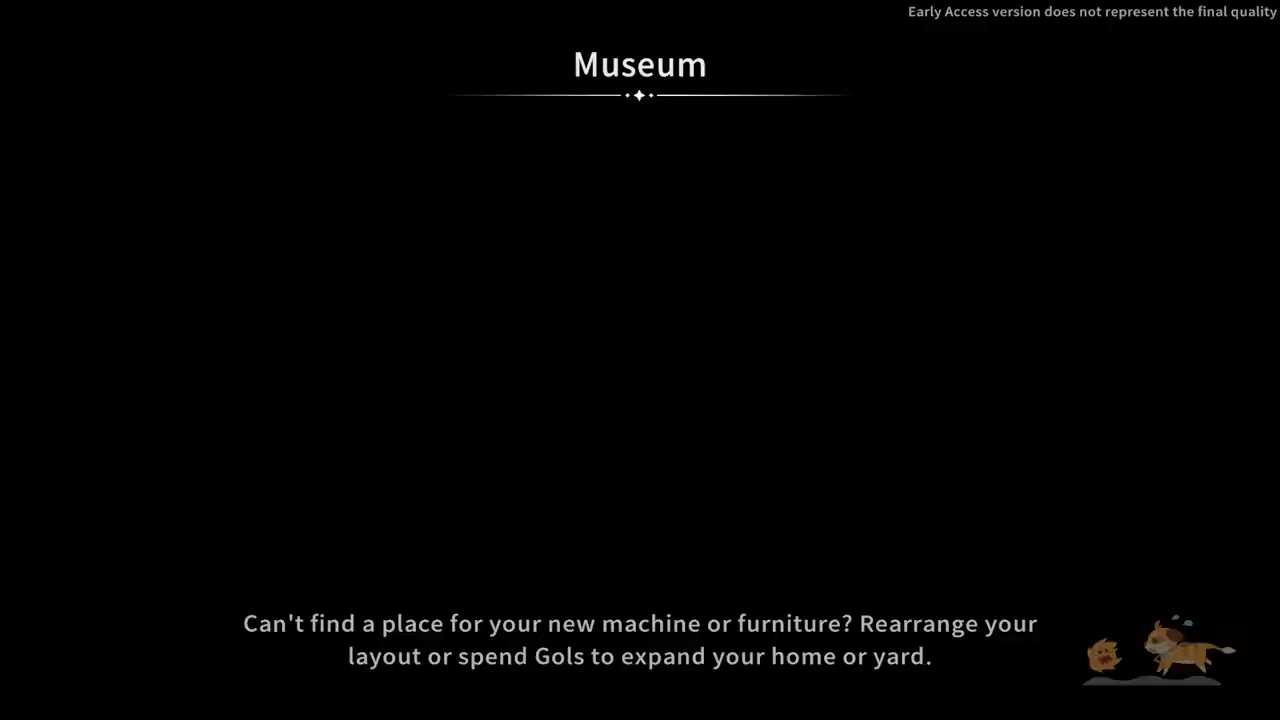 Early Access version does not represent the final quality
Museum
Can't find a place for your new machine or furniture? Rearrange your
layout or spend Gols to expand your home or yard.